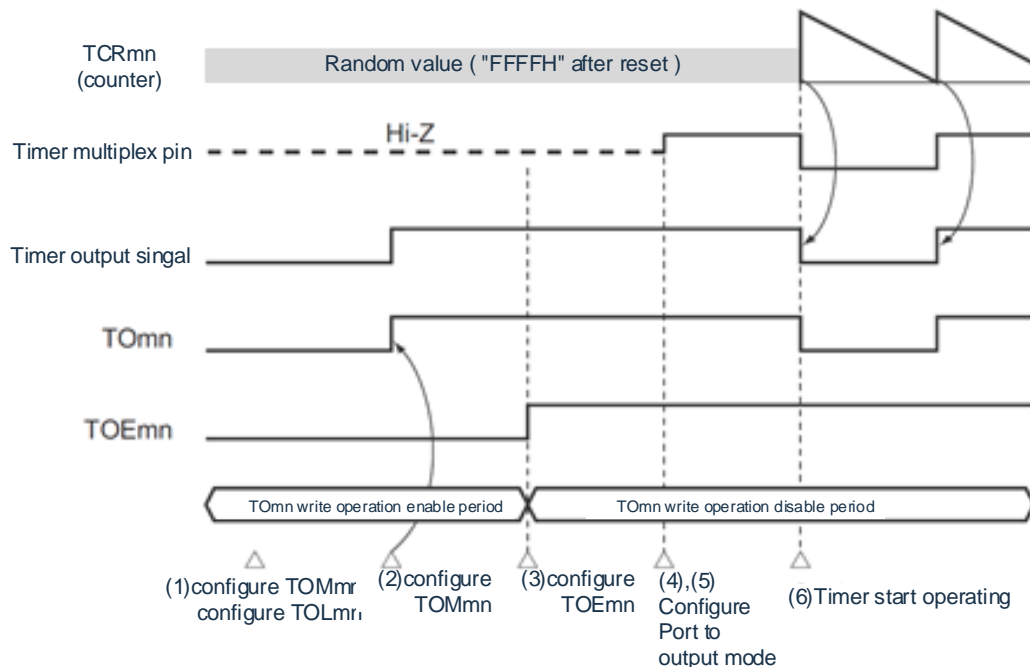 TCRmn
(counter)
Random value ( "FFFFH" after reset )
Hi-Z
Timer multiplex pin
Timer output singal
TOmn
TOEmn
TOmn write operation enable period
TOmn write operation disable period
(1)configure TOMmn
configure TOLmn
(2)configure
TOMmn
(3)configure
TOEmn
(4),(5)
Configure
Port to
output mode
(6)Timer start operating